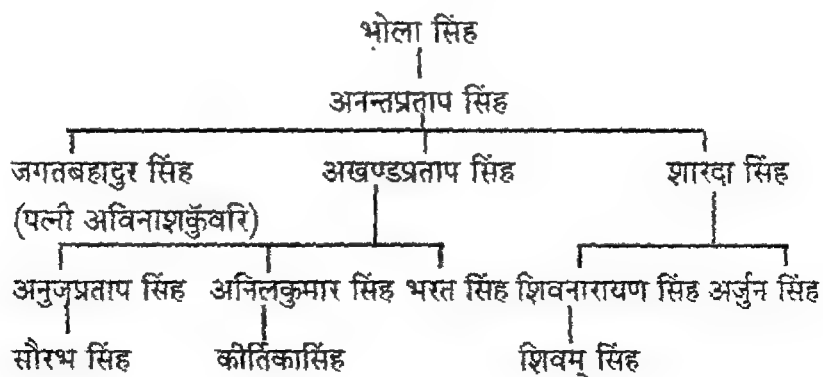 भोला सिंह
अनन्तप्रताप सिंह
जगतबहादुर सिंह अखण्डप्रताप सिंह शारदा सिंह
(पत्नी अविनाशकुँवरि)
अनुजप्रताप सिंह अनिलकुमार सिंह भरत सिंह शिवनारायण सिंह अर्जुन सिंह
सौरभ सिंह कीर्तिकासिंह शिवम् सिंह